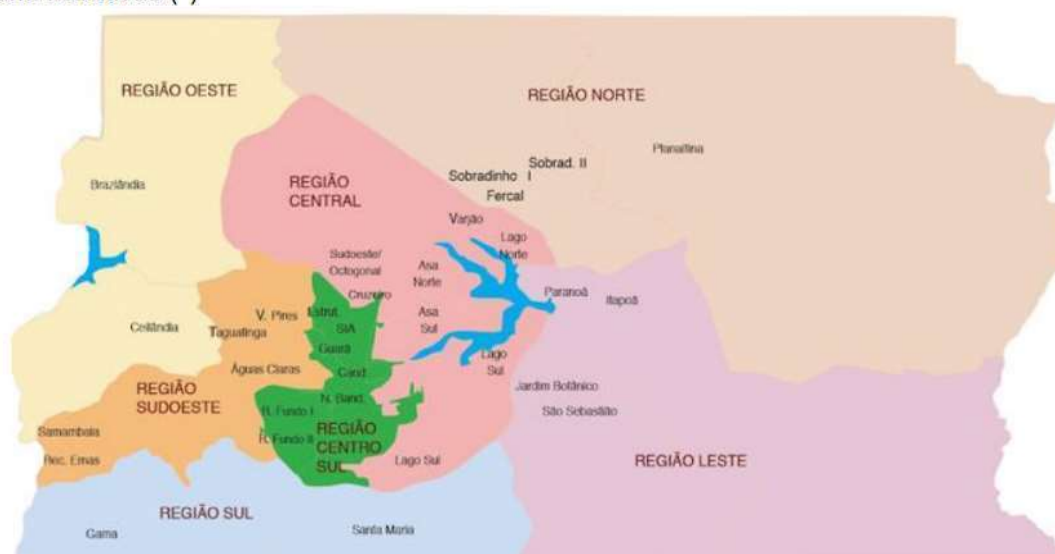 REGIÃO OESTE
REGIÃO NORTE
Planaltina
Sobrad. II
Sobradinho I
Fercal
Brazlândia
REGIÃO
CENTRAL
Varjão
Lago
Norte
Sudoeste/
Octogonal
Asa
Norte
Cruzeiro
Paranoá
Itapoã
V. Pires
Estrut.
Asa
Sul
Ceilândia
Taguatinga
SIA
Guará
Lago
Sul
Águas Claras
Cand.
Jardim Botânico
REGIÃO
SUDOESTE
N. Band.
R. Fundo I
São Sebastião
Samambaia
R. Fundo II
REGIÃO
CENTRO
SUL
Rec. Emas
Lago Sul
REGIÃO LESTE
REGIÃO SUL
Gama
Santa Maria